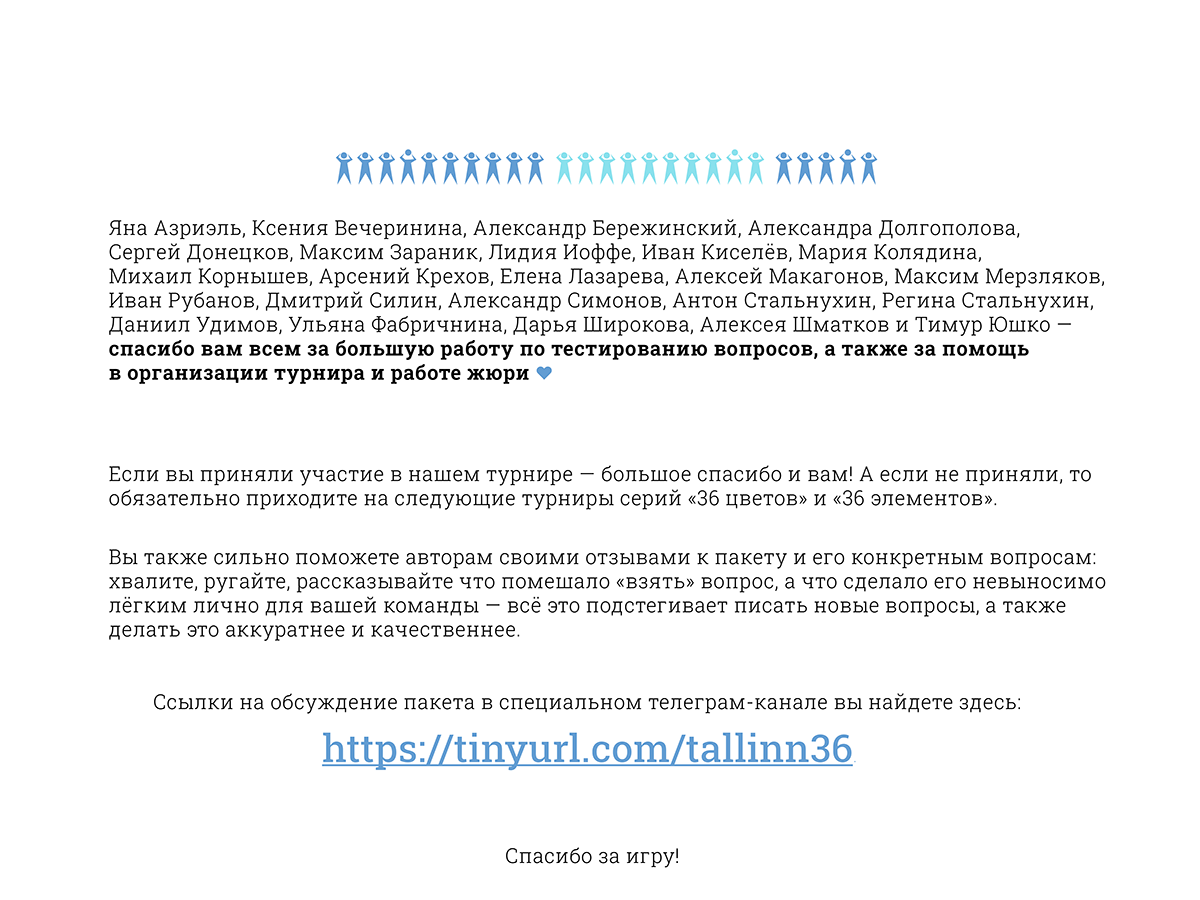 Яна Азриэль, Ксения Вечеринина, Александр Бережинский, Александра Долгополова,
Сергей Донецков, Максим Зараник, Лидия Иоффе, Иван Киселёв, Мария Колядина,
Михаил Корнышев, Арсений Крехов, Елена Лазарева, Алексей Макагонов, Максим Мерзляков,
Иван Рубанов, Дмитрий Силин, Александр Симонов, Антон Стальнухин, Регина Стальнухин,
Даниил Удимов, Ульяна Фабричнина, Дарья Широкова, Алексея Шматков и Тимур Юшко —
спасибо вам всем за большую работу по тестированию вопросов, а также за помощь
в организации турнира и работе жюри
Если вы приняли участие в нашем турнире — большое спасибо и вам! А если не приняли, то
обязательно приходите на следующие турниры серий «36 цветов» и «36 элементов».
Вы также сильно поможете авторам своими отзывами к пакету и его конкретным вопросам:
хвалите, ругайте, рассказывайте что помешало «взять» вопрос, а что сделало его невыносимо
лёгким лично для вашей команды — всё это подстегивает писать новые вопросы, а также
делать это аккуратнее и качественнее.
Ссылки на обсуждение пакета в специальном телеграм-канале вы найдете здесь:
https://tinyurl.com/tallinn36.
Спасибо за игру!